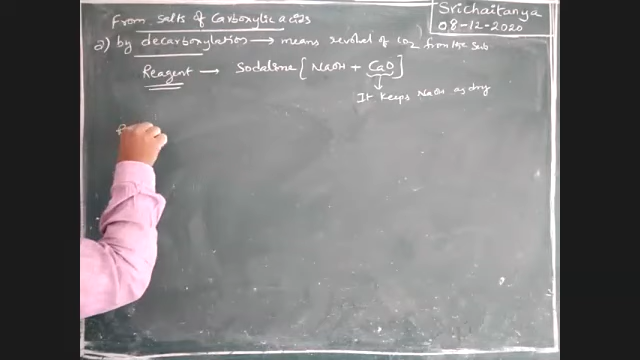 From salts of Carboxylic acids
Srichaitanya
08-12-2020
a) by decarboxylation → means revoval of CO2 from the Salt
Reagent → Sodalime [NaOH + CaO]
It keeps NaOH as dry